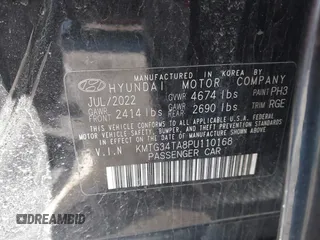 MANUFACTURED IN KOREA BY
HYUNDAI MOTOR COMPANY
JUL/2022 GVWR 4674 lbs PAINT PH3
GAWR FRONT 2414 lbs GAWR REAR 2690 lbs TRIM RGE
THIS VEHICLE CONFORMS TO ALL APPLICABLE U.S.A FEDERAL
MOTOR VEHICLE SAFETY, BUMPER, AND THEFT PREVENTION
STANDARDS IN EFFECT ON THE DATE OF MANUFACTURE SHOWN ABOVE.
V.I.N KMTG34TA8PU110168
PASSENGER CAR
DREAMBID